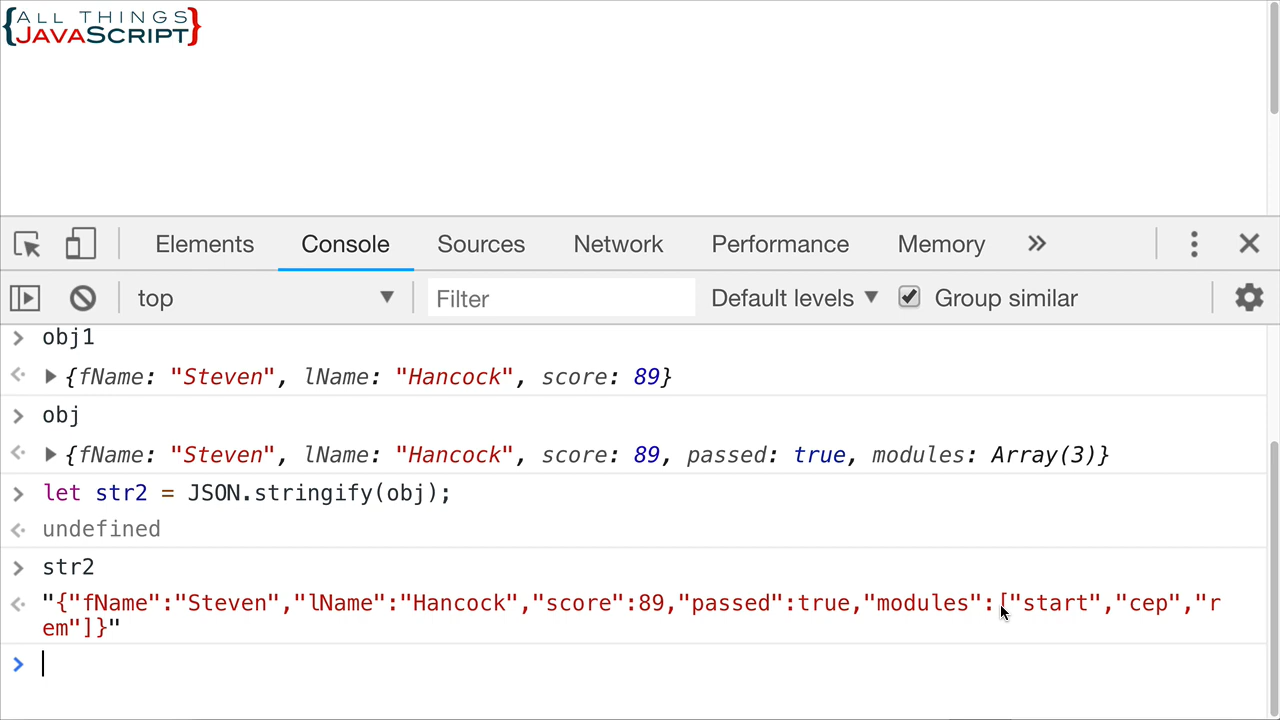 {ALL THINGS
JAVASCRIPT}
Elements Console Sources Network Performance Memory »
top Filter Default levels Group similar
> obj1
{fName: "Steven", lName: "Hancock", score: 89}
> obj
{fName: "Steven", lName: "Hancock", score: 89, passed: true, modules: Array(3)}
> let str2 = JSON.stringify(obj);
undefined
> str2
"{"fName":"Steven","lName":"Hancock","score":89,"passed":true,"modules":["start","cep","r
em"]}"
>